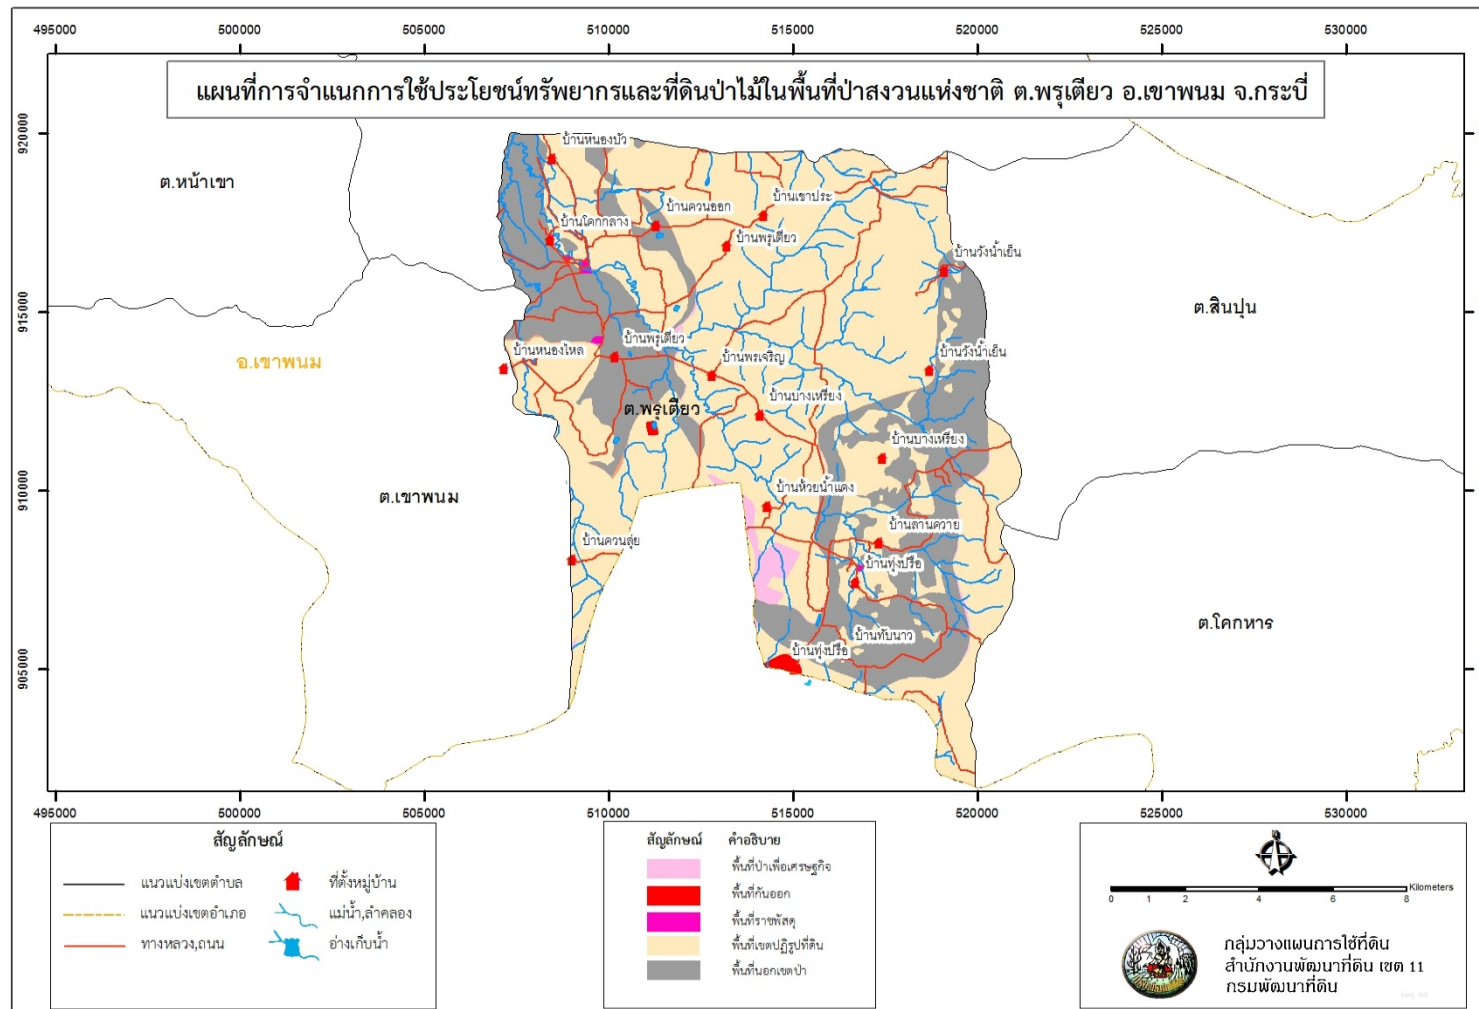 495000 500000 505000 510000 515000 520000 525000 530000
แผนที่การจำแนกการใช้ประโยชน์ทรัพยากรและที่ดินป่าไม้ในพื้นที่ป่าสงวนแห่งชาติ ต.พรุเตียว อ.เขาพนม จ.กระบี่
920000
920000
บ้านหนองบัว
ต.หน้าเขา
บ้านเขาประ
บ้านควนออก
บ้านโคกกลาง
บ้านพรุเตียว
บ้านวังน้ำเย็น
915000
915000
ต.สินปุน
อ.เขาพนม
บ้านหนองไหล
บ้านพรุเตียว
บ้านพรเจริญ
บ้านวังน้ำเย็น
บ้านบางเหรียง
ต.พรุเตียว
บ้านบางเหรียง
910000
910000
ต.เขาพนม
บ้านห้วยน้ำแดง
บ้านลานควาย
บ้านควนลุ่ย
บ้านทุ่งปรือ
ต.โคกหาร
บ้านทับนาว
บ้านทุ่งปรือ
905000
905000
495000 500000 505000 510000 515000 520000 525000 530000
สัญลักษณ์
แนวแบ่งเขตตำบล
ที่ตั้งหมู่บ้าน
แนวแบ่งเขตอำเภอ
แม่น้ำ,ลำคลอง
ทางหลวง,ถนน
อ่างเก็บน้ำ
สัญลักษณ์ คำอธิบาย
พื้นที่ป่าเพื่อเศรษฐกิจ
พื้นที่กันออก
พื้นที่ราชพัสดุ
พื้นที่เขตปฏิรูปที่ดิน
พื้นที่นอกเขตป่า
Kilometers
0 1 2 4 6 8
กลุ่มวางแผนการใช้ที่ดิน
สำนักงานพัฒนาที่ดิน เขต 11
กรมพัฒนาที่ดิน